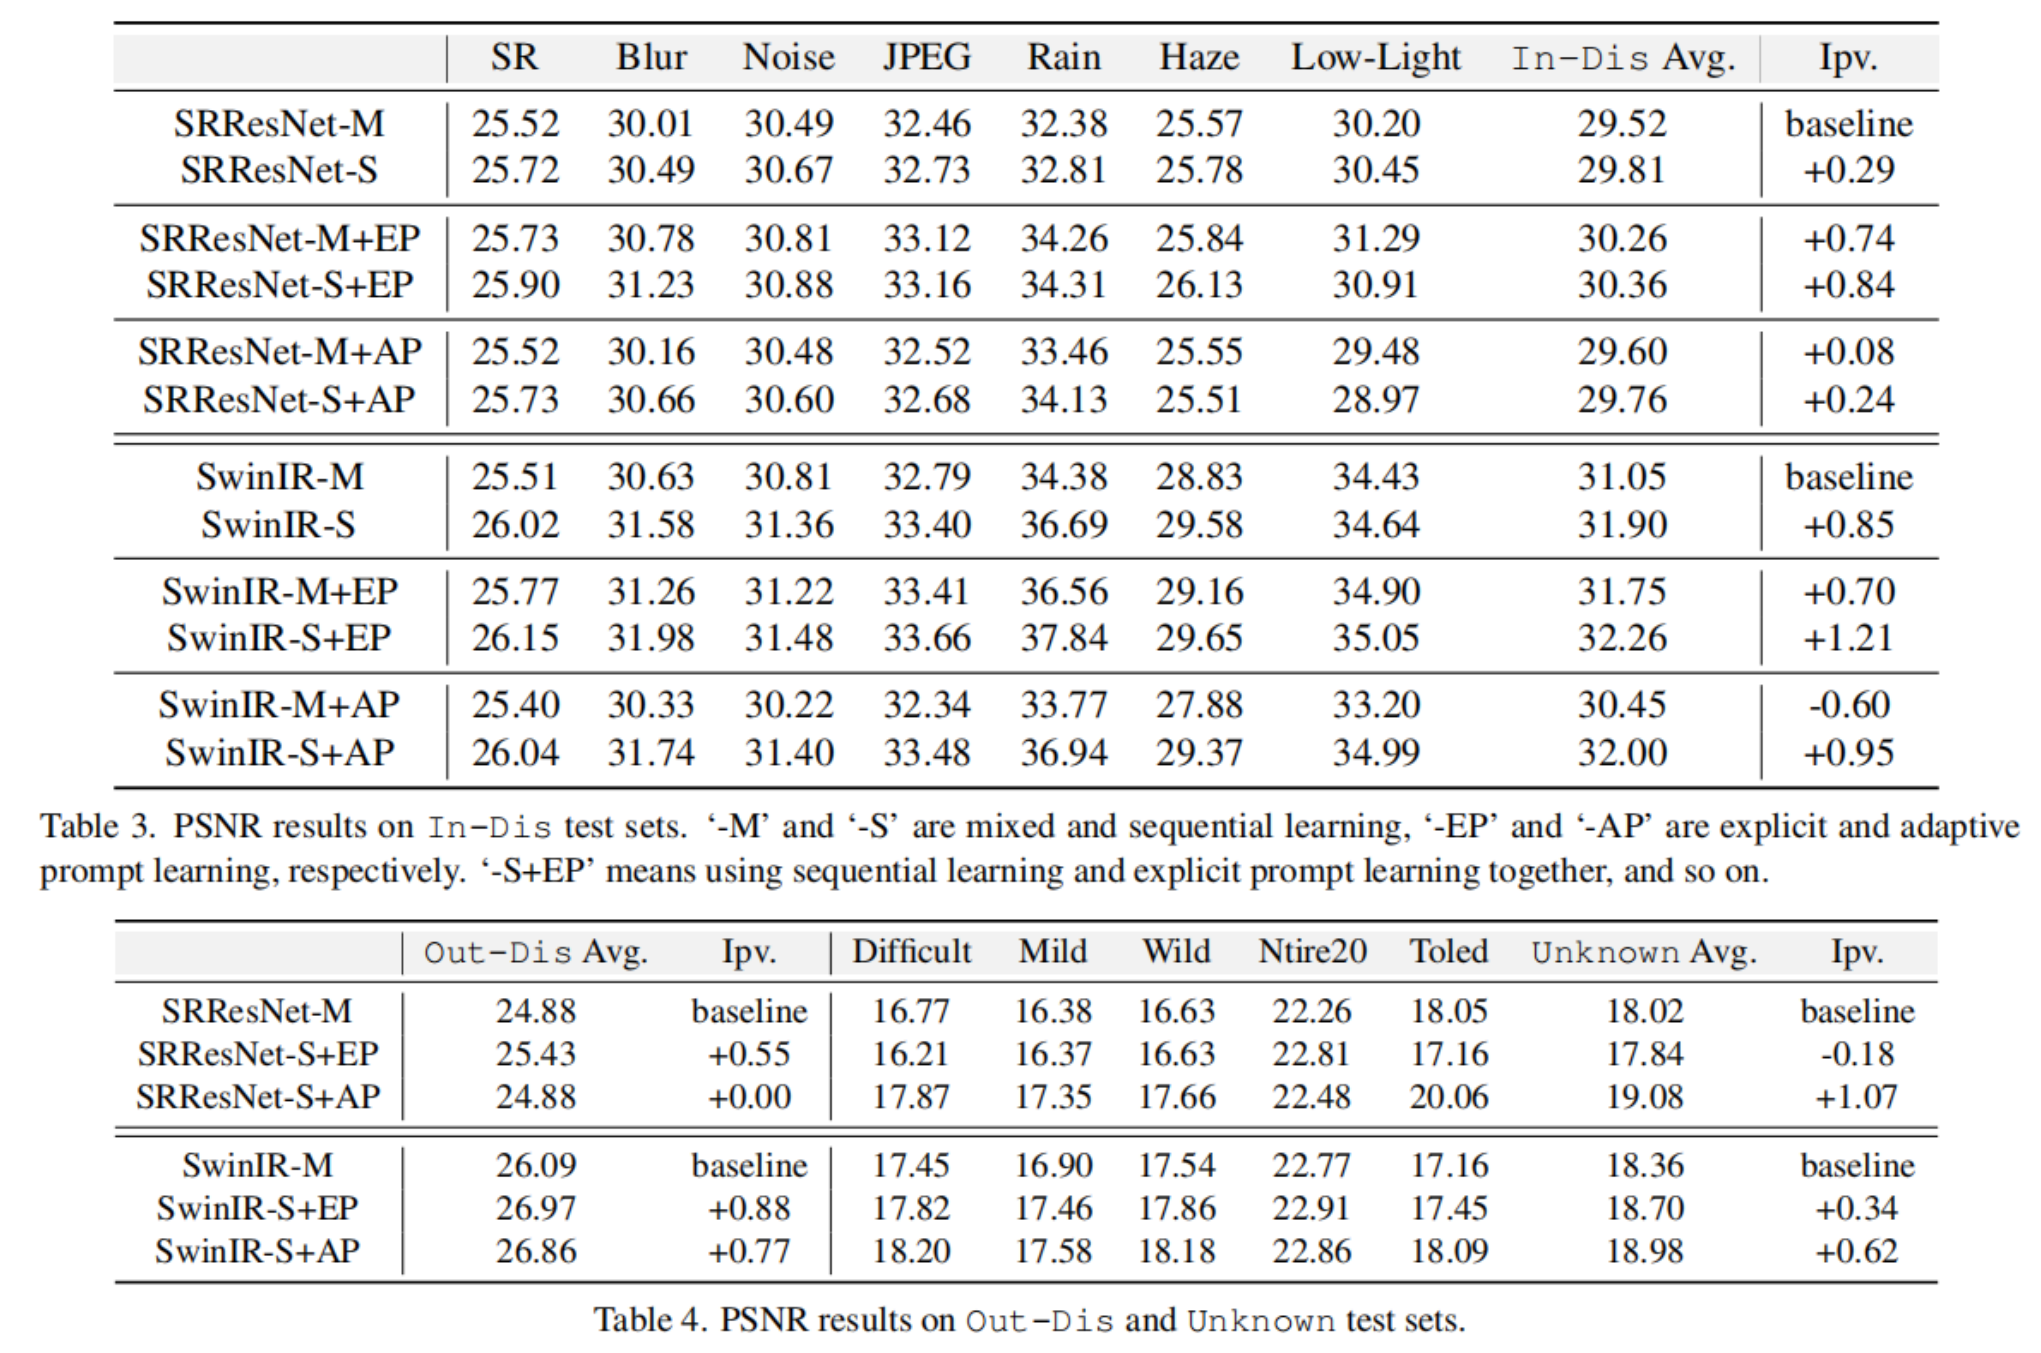 SR Blur Noise JPEG Rain Haze Low-Light In-Dis Avg. Ipv.
SRResNet-M 25.52 30.01 30.49 32.46 32.38 25.57 30.20 29.52 baseline
SRResNet-S 25.72 30.49 30.67 32.73 32.81 25.78 30.45 29.81 +0.29
SRResNet-M+EP 25.73 30.78 30.81 33.12 34.26 25.84 31.29 30.26 +0.74
SRResNet-S+EP 25.90 31.23 30.88 33.16 34.31 26.13 30.91 30.36 +0.84
SRResNet-M+AP 25.52 30.16 30.48 32.52 33.46 25.55 29.48 29.60 +0.08
SRResNet-S+AP 25.73 30.66 30.60 32.68 34.13 25.51 28.97 29.76 +0.24
SwinIR-M 25.51 30.63 30.81 32.79 34.38 28.83 34.43 31.05 baseline
SwinIR-S 26.02 31.58 31.36 33.40 36.69 29.58 34.64 31.90 +0.85
SwinIR-M+EP 25.77 31.26 31.22 33.41 36.56 29.16 34.90 31.75 +0.70
SwinIR-S+EP 26.15 31.98 31.48 33.66 37.84 29.65 35.05 32.26 +1.21
SwinIR-M+AP 25.40 30.33 30.22 32.34 33.77 27.88 33.20 30.45 -0.60
SwinIR-S+AP 26.04 31.74 31.40 33.48 36.94 29.37 34.99 32.00 +0.95
Table 3. PSNR results on In-Dis test sets. ‘-M’ and ‘-S’ are mixed and sequential learning, ‘-EP’ and ‘-AP’ are explicit and adaptive
prompt learning, respectively. ‘-S+EP’ means using sequential learning and explicit prompt learning together, and so on.
Out-Dis Avg. Ipv. Difficult Mild Wild Ntire20 Toled Unknown Avg. Ipv.
SRResNet-M 24.88 baseline 16.77 16.38 16.63 22.26 18.05 18.02 baseline
SRResNet-S+EP 25.43 +0.55 16.21 16.37 16.63 22.81 17.16 17.84 -0.18
SRResNet-S+AP 24.88 +0.00 17.87 17.35 17.66 22.48 20.06 19.08 +1.07
SwinIR-M 26.09 baseline 17.45 16.90 17.54 22.77 17.16 18.36 baseline
SwinIR-S+EP 26.97 +0.88 17.82 17.46 17.86 22.91 17.45 18.70 +0.34
SwinIR-S+AP 26.86 +0.77 18.20 17.58 18.18 22.86 18.09 18.98 +0.62
Table 4. PSNR results on Out-Dis and Unknown test sets.